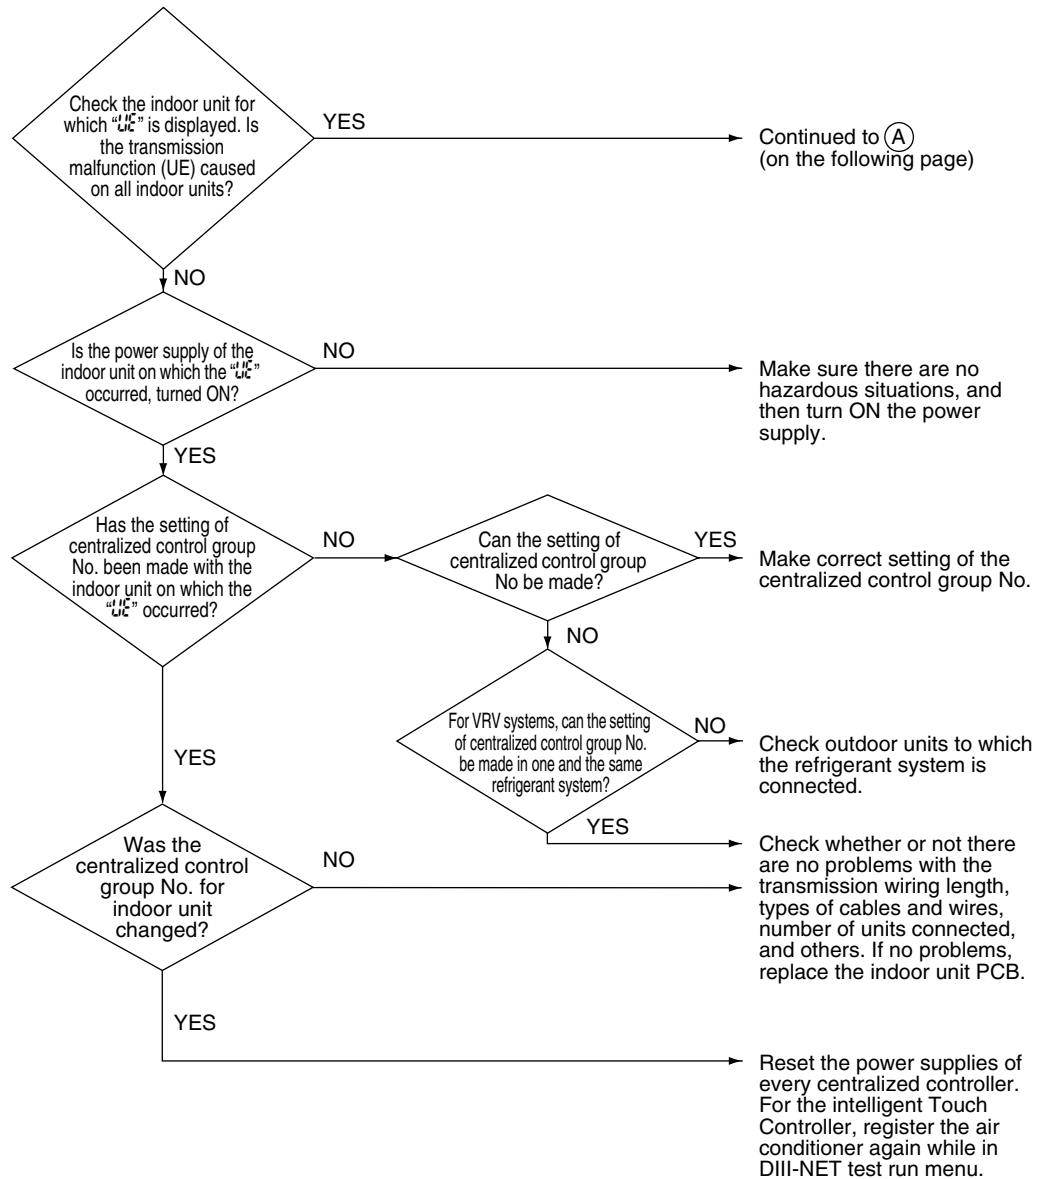 Check the indoor unit for
which “UE” is displayed. Is
the transmission
malfunction (UE) caused
on all indoor units?
YES
Continued to A
(on the following page)
NO
Is the power supply of the
indoor unit on which the “UE”
occurred, turned ON?
NO
Make sure there are no
hazardous situations, and
then turn ON the power
supply.
YES
Has the setting of
centralized control group
No. been made with the
indoor unit on which the
“UE” occurred?
NO
Can the setting of
centralized control group
No be made?
YES
Make correct setting of the
centralized control group No.
NO
For VRV systems, can the setting
of centralized control group No.
be made in one and the same
refrigerant system?
NO
Check outdoor units to which
the refrigerant system is
connected.
YES
YES
Check whether or not there
are no problems with the
transmission wiring length,
types of cables and wires,
number of units connected,
and others. If no problems,
replace the indoor unit PCB.
Was the
centralized control
group No. for
indoor unit
changed?
NO
YES
Reset the power supplies of
every centralized controller.
For the intelligent Touch
Controller, register the air
conditioner again while in
DIII-NET test run menu.